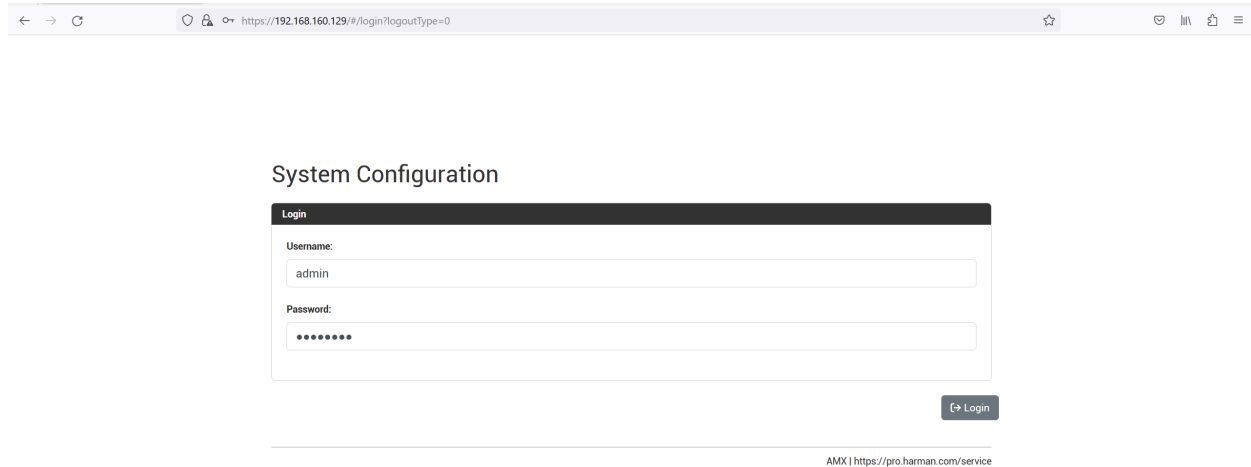 https://192.168.160.129/#/login?logoutType=0
System Configuration
Login
Username:
admin
Password:
••••••••
Login
AMX | https://pro.harman.com/service